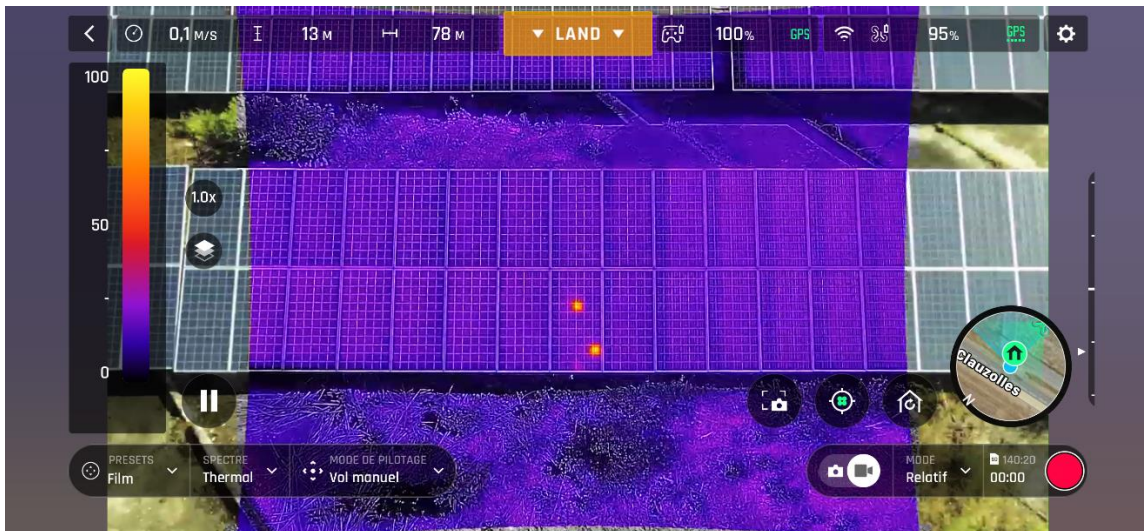 0,1 M/S
13 M
78 M
LAND
100%
GPS
95%
GPS
100
50
0
1.0x
Clauzolles
N
PRESETS
Film
SPECTRE
Thermal
MODE DE PILOTAGE
Vol manuel
MODE
Relatif
140:20
00:00